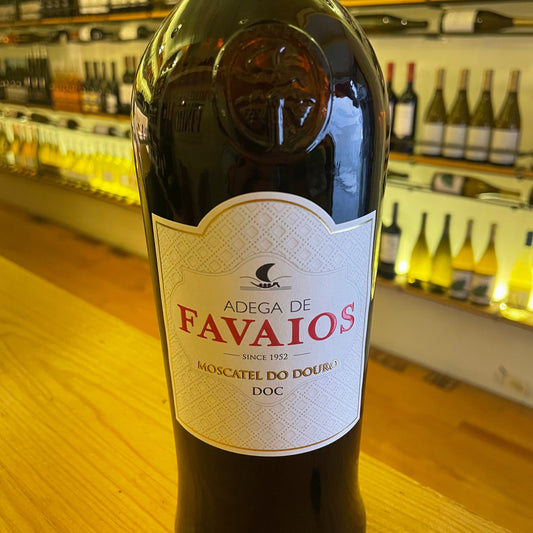 ADEGA DE
FAVAIOS
SINCE 1952
MOSCATEL DO DOURO
DOC